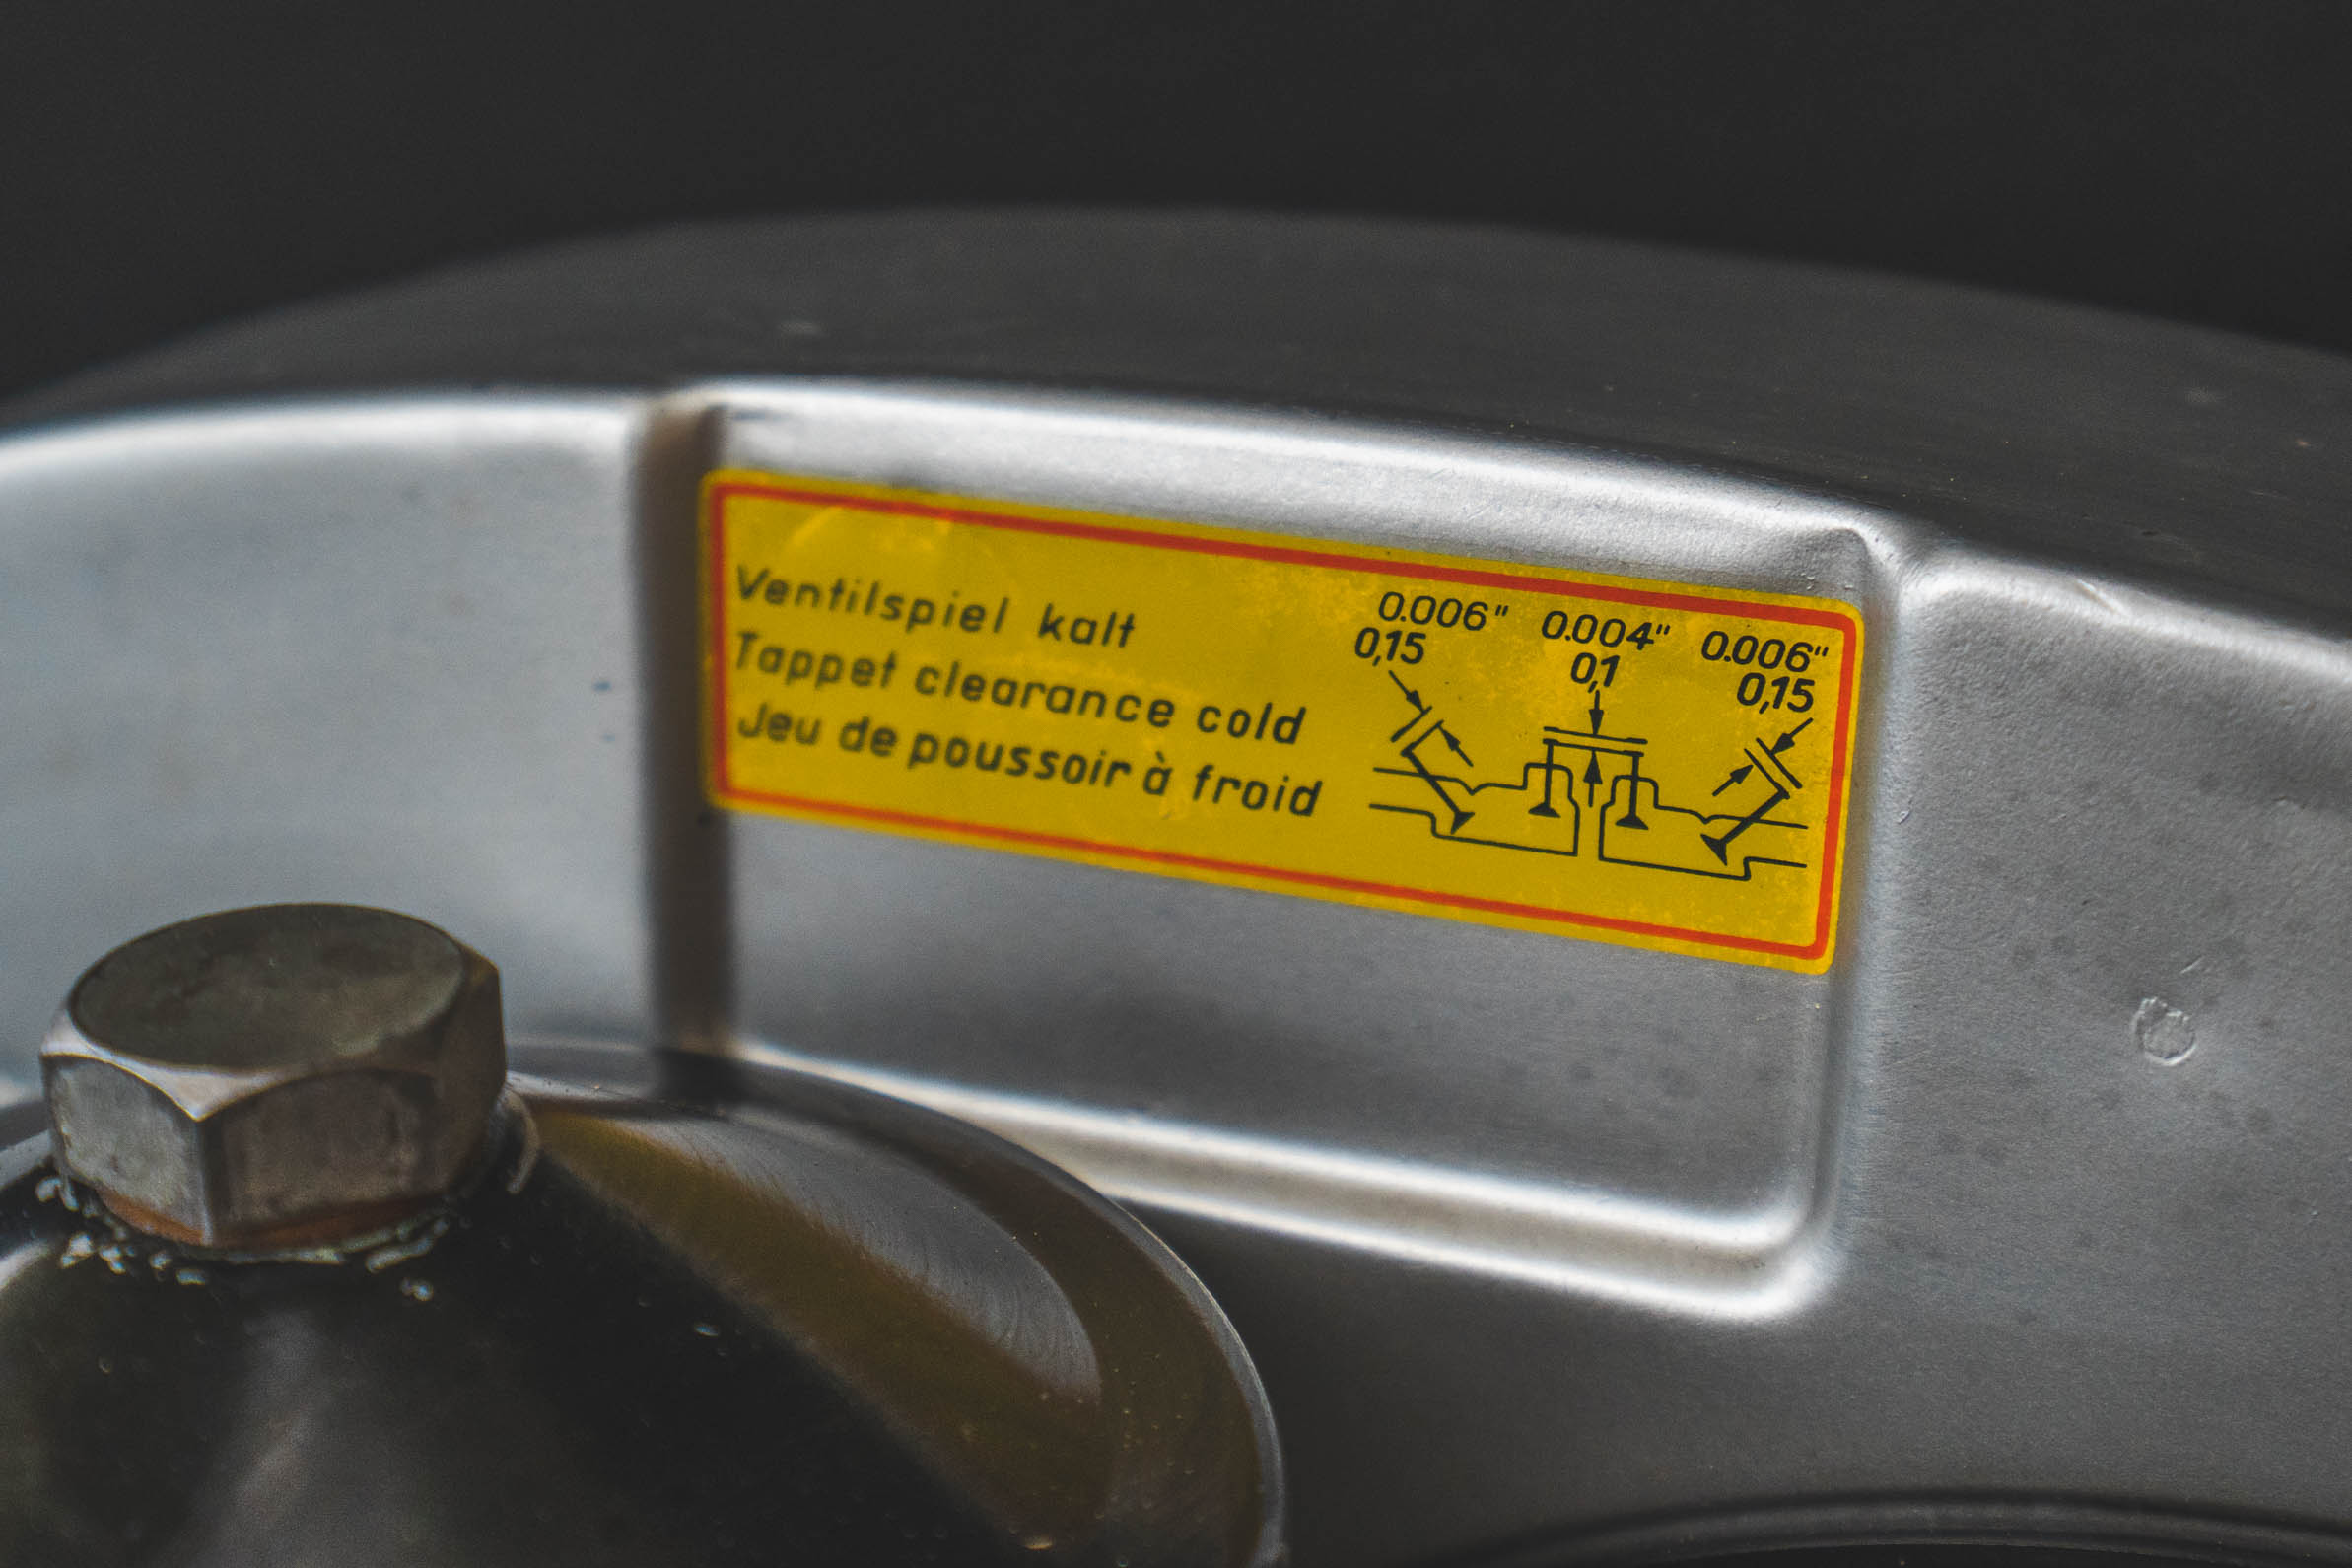 Ventilspiel kalt
Tappet clearance cold
Jeu de poussoir à froid
0.006" 0.004" 0.006"
0,15 0,1 0,15